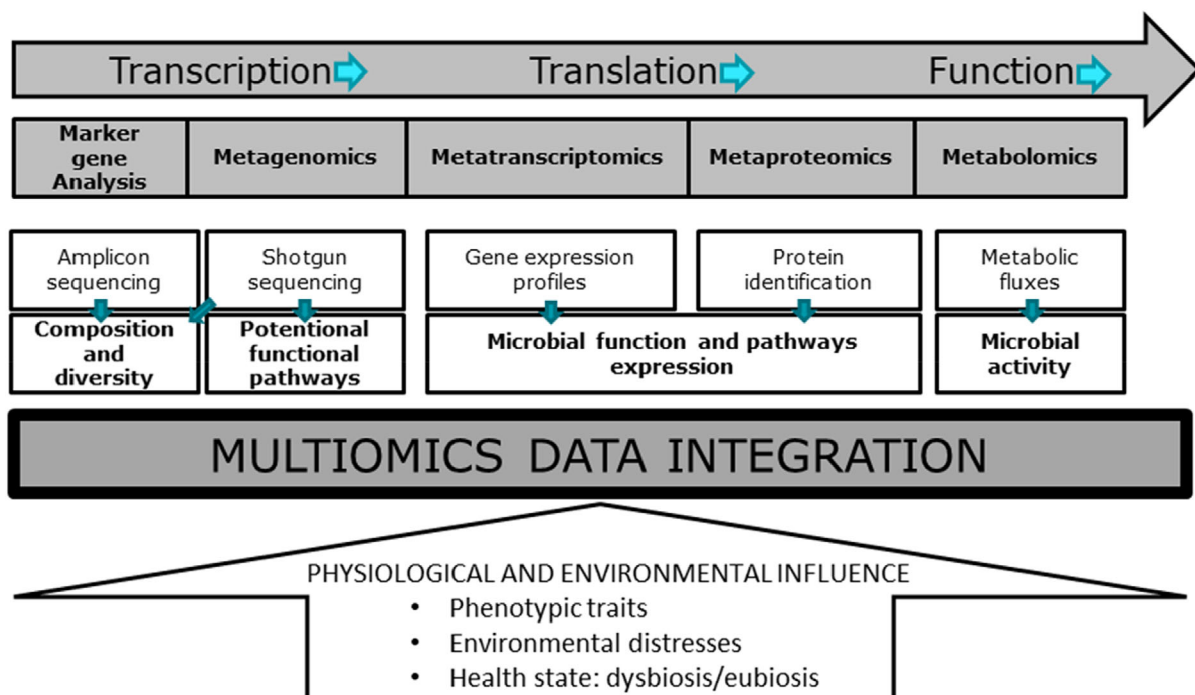 Transcription Translation Function
Marker
gene
Analysis
Metagenomics
Metatranscriptomics
Metaproteomics
Metabolomics
Amplicon
sequencing
Shotgun
sequencing
Gene expression
profiles
Protein
identification
Metabolic
fluxes
Composition
and
diversity
Potentional
functional
pathways
Microbial function and pathways
expression
Microbial
activity
MULTIOMICS DATA INTEGRATION
PHYSIOLOGICAL AND ENVIRONMENTAL INFLUENCE
• Phenotypic traits
• Environmental distresses
• Health state: dysbiosis/eubiosis